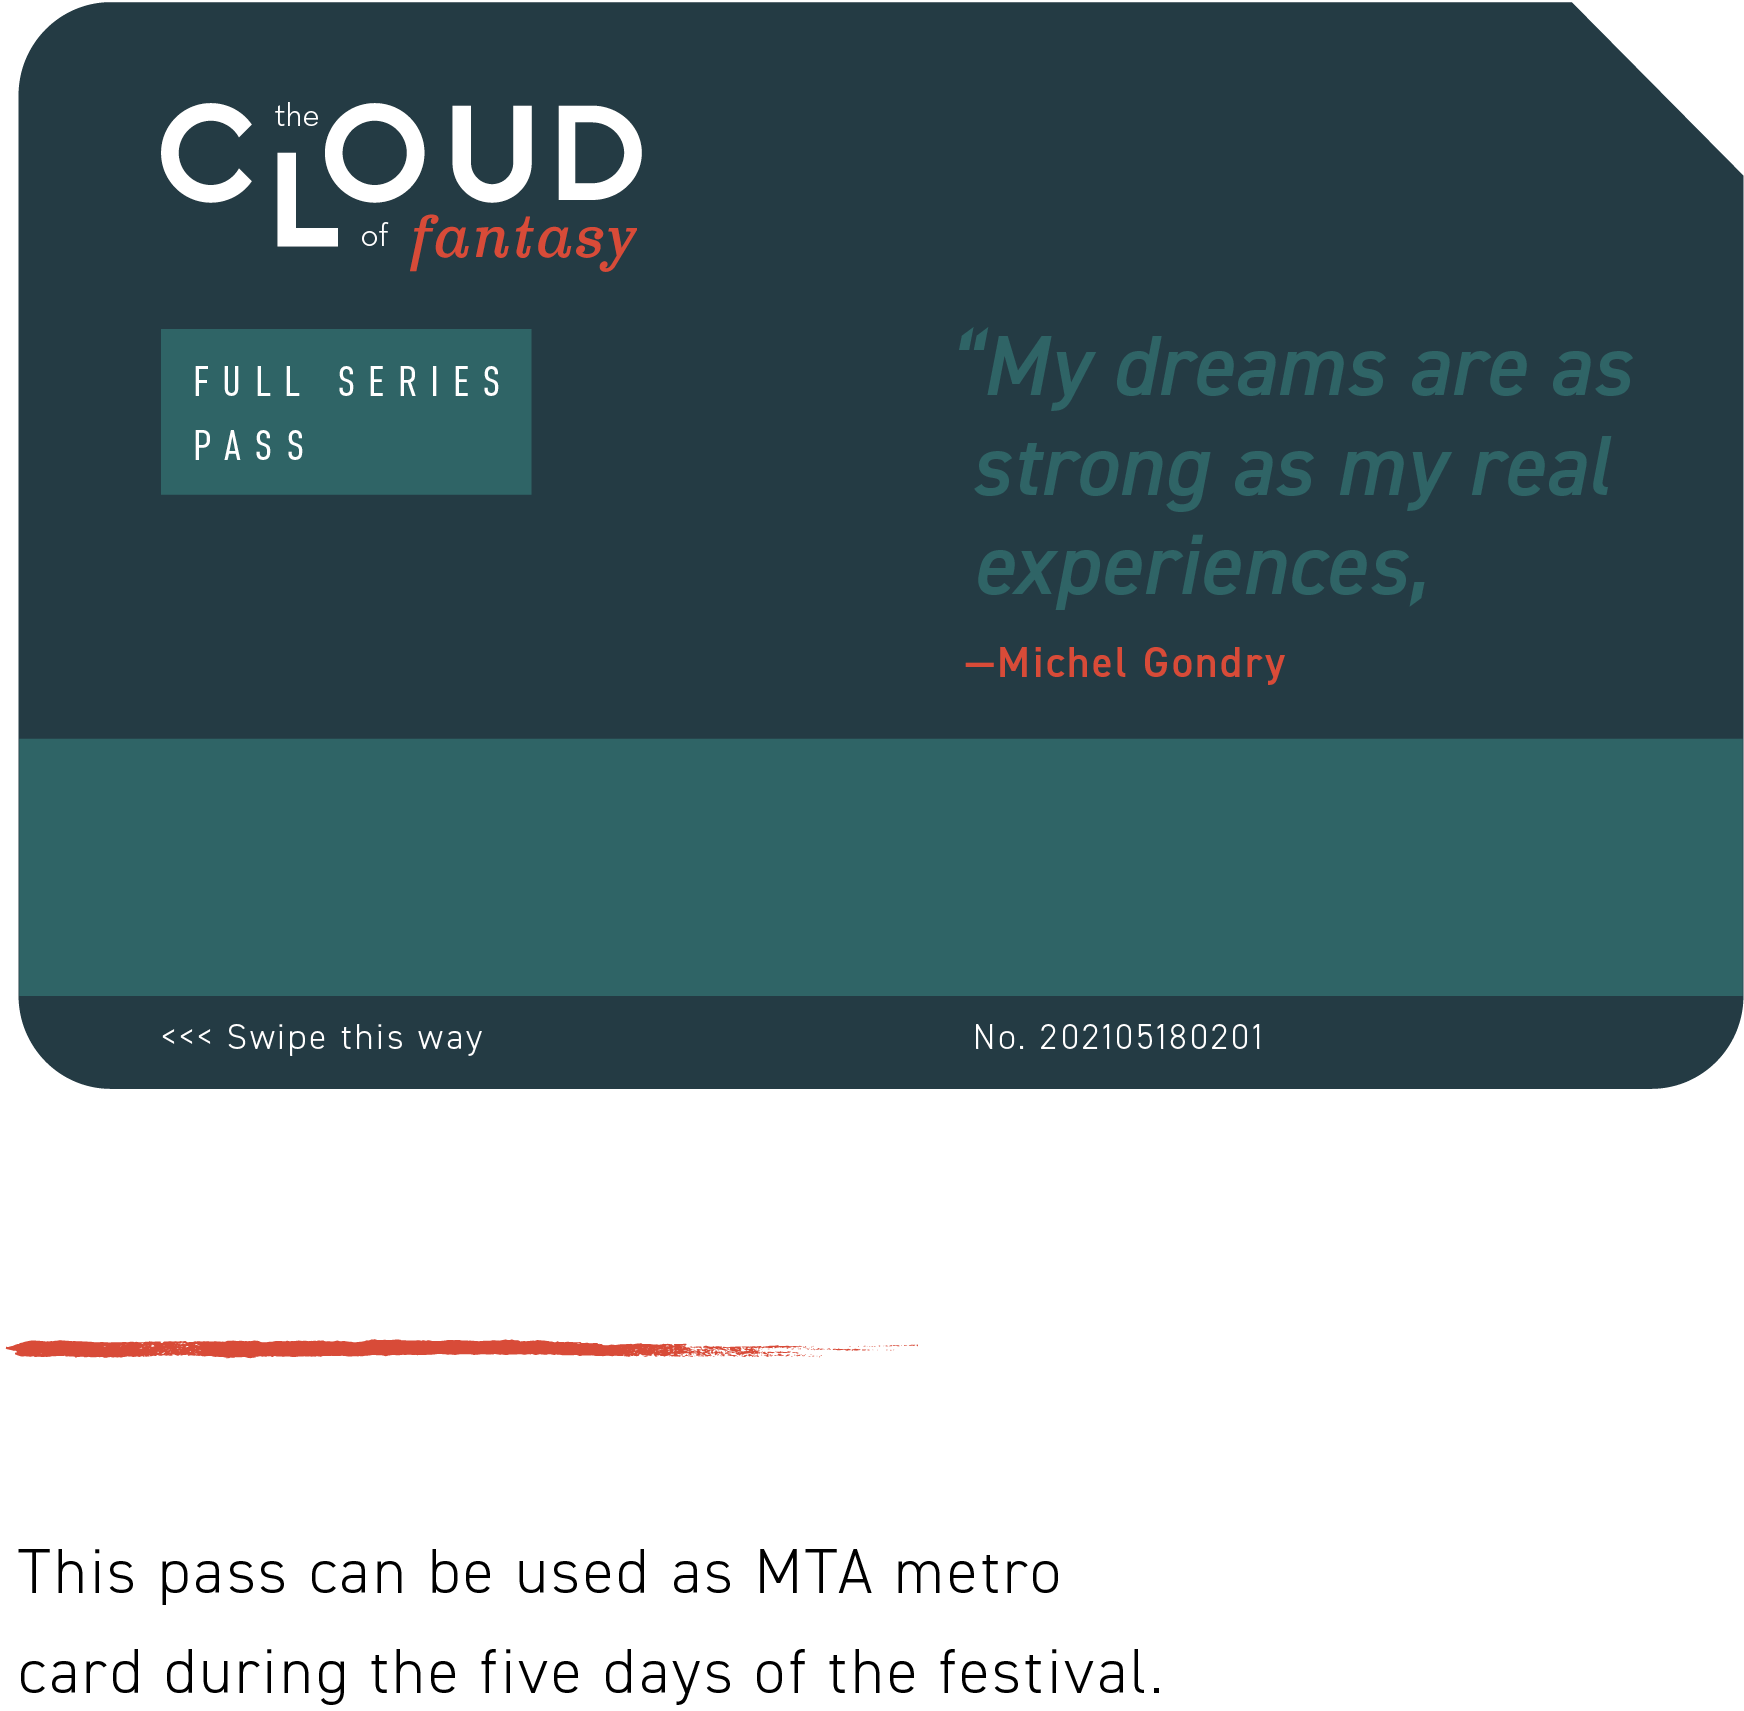 the CLOUD
of fantasy
FULL SERIES
PASS
“My dreams are as
strong as my real
experiences,
—Michel Gondry
<<< Swipe this way
No. 202105180201
This pass can be used as MTA metro
card during the five days of the festival.